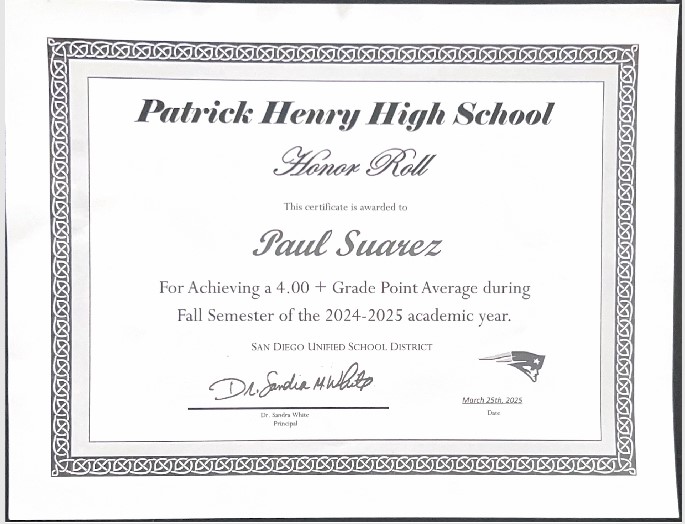 Patrick Henry High School
Honor Roll
This certificate is awarded to
Paul Suarez
For Achieving a 4.00 + Grade Point Average during
Fall Semester of the 2024-2025 academic year.
San Diego Unified School District
Dr. Sandra M White
Dr. Sandra White
Principal
March 25th, 2025
Date